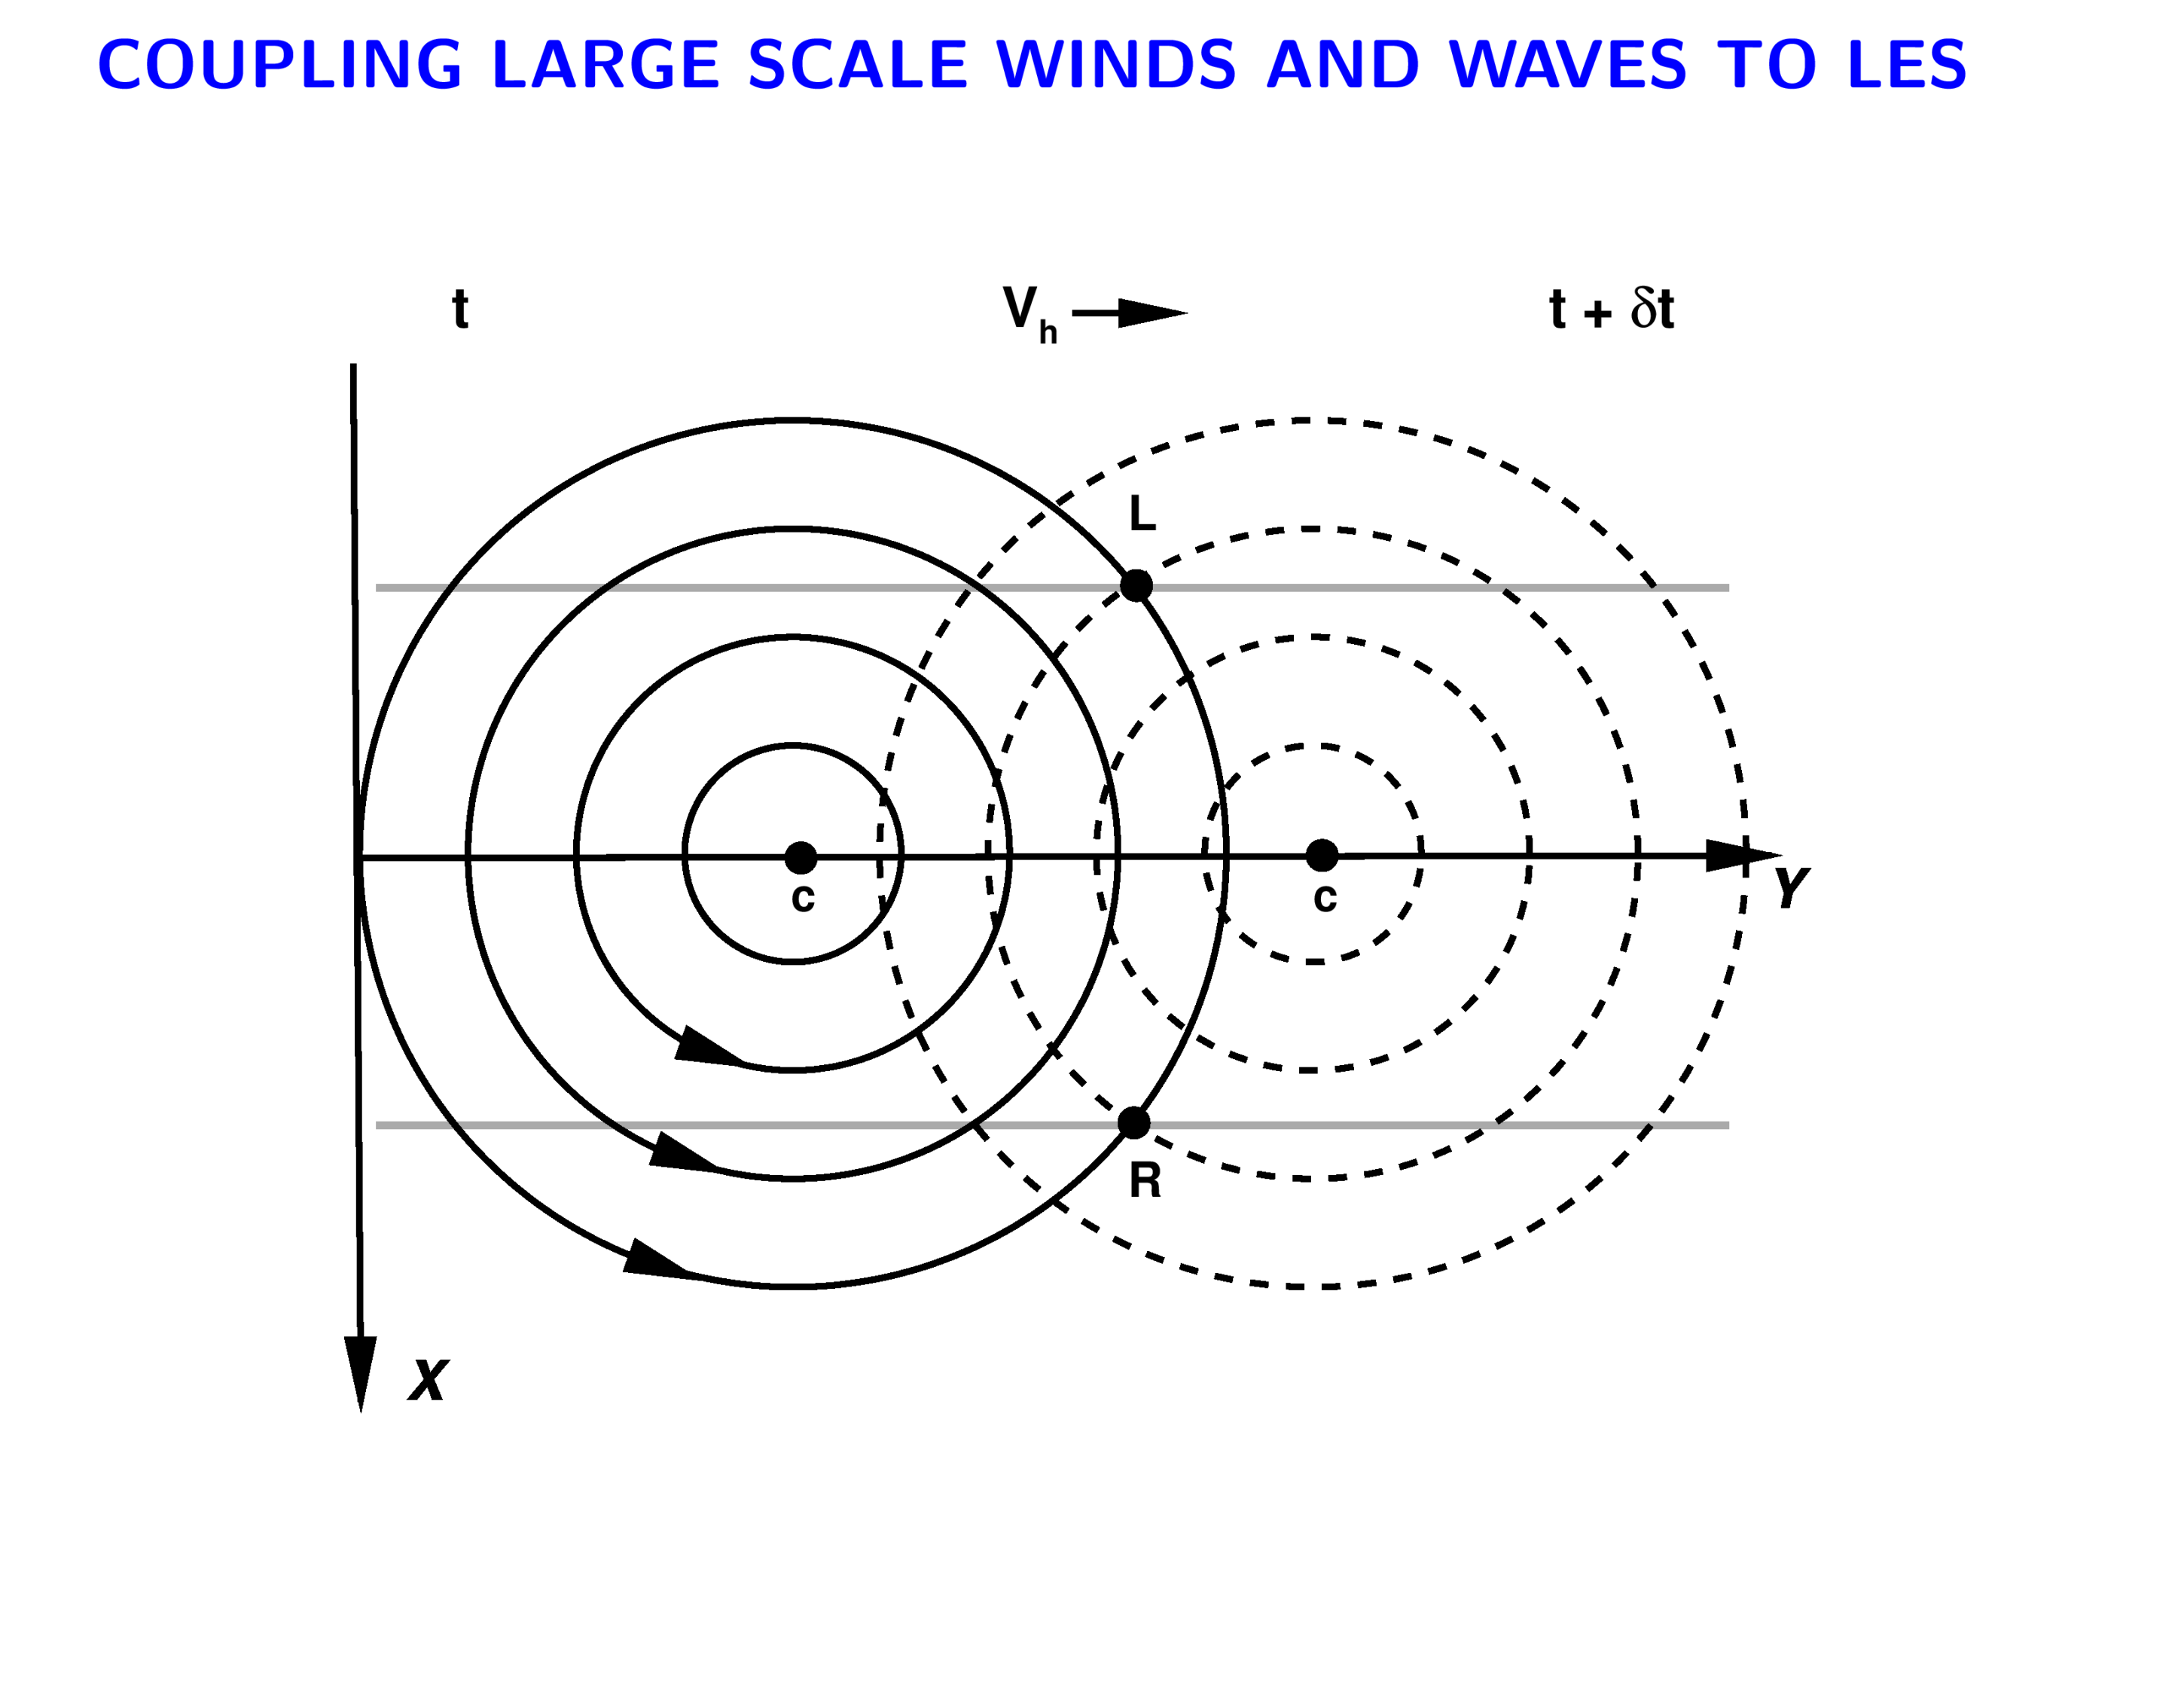 COUPLING LARGE SCALE WINDS AND WAVES TO LES
t
Vh
t + δt
L
c
c
Y
R
X